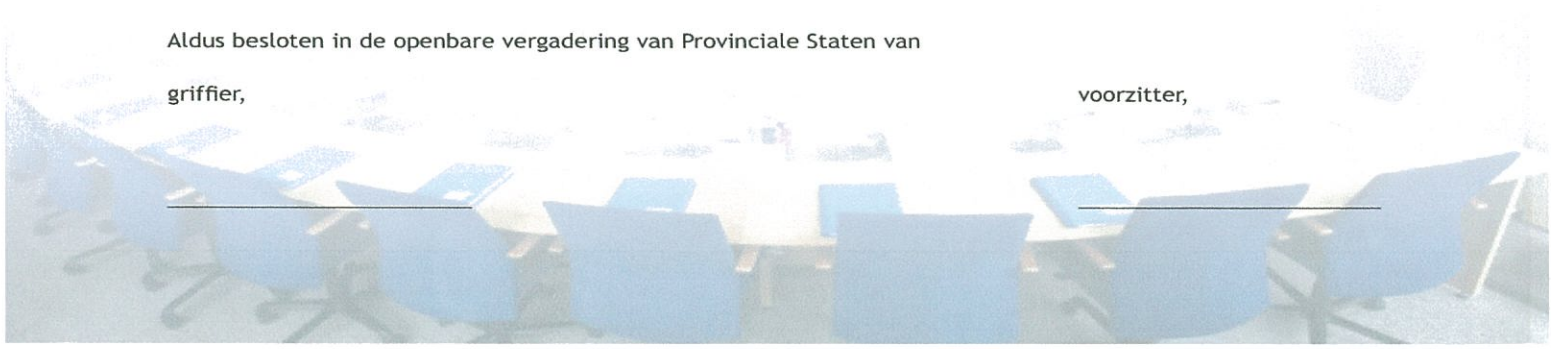 Aldus besloten in de openbare vergadering van Provinciale Staten van
griffier, voorzitter,